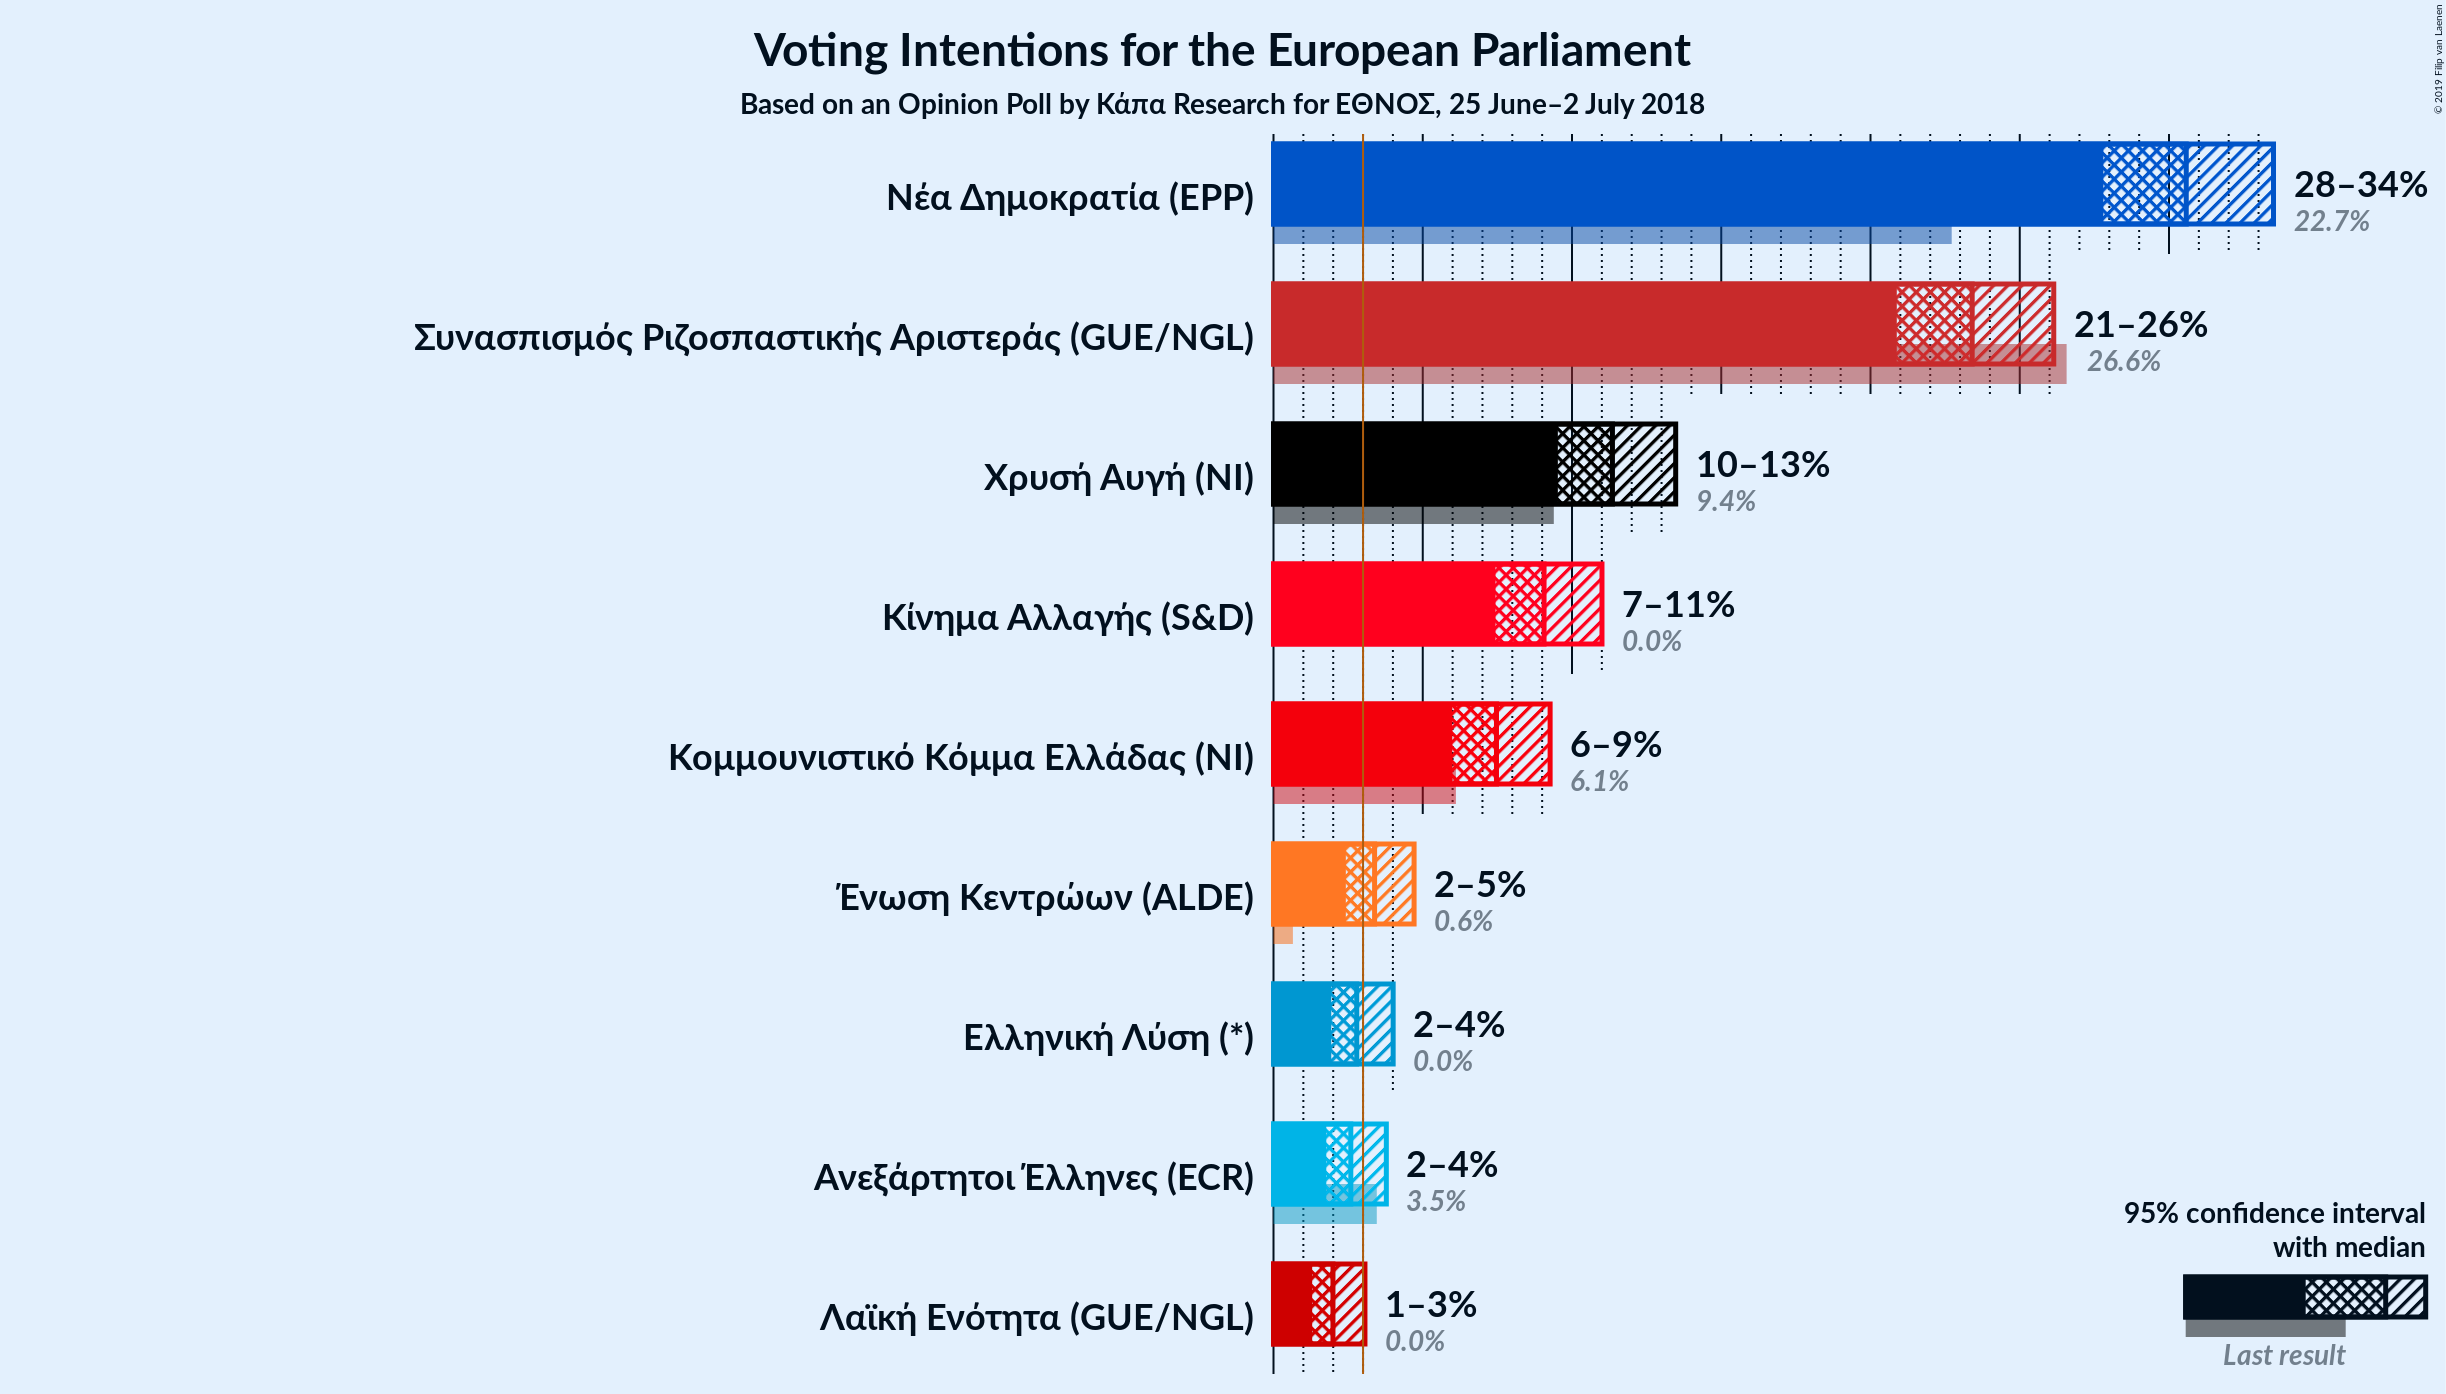 Voting Intentions for the European Parliament
Based on an Opinion Poll by Κάπα Research for ΕΘΝΟΣ, 25 June–2 July 2018
© 2019 Filip van Laenen
Νέα Δημοκρατία (EPP)
28–34%
22.7%
Συνασπισμός Ριζοσπαστικής Αριστεράς (GUE/NGL)
21–26%
26.6%
Χρυσή Αυγή (NI)
10–13%
9.4%
Κίνημα Αλλαγής (S&D)
7–11%
0.0%
Κομμουνιστικό Κόμμα Ελλάδας (NI)
6–9%
6.1%
Ένωση Κεντρώων (ALDE)
2–5%
0.6%
Ελληνική Λύση (*)
2–4%
0.0%
Ανεξάρτητοι Έλληνες (ECR)
2–4%
3.5%
Λαϊκή Ενότητα (GUE/NGL)
1–3%
0.0%
95% confidence interval
with median
Last result